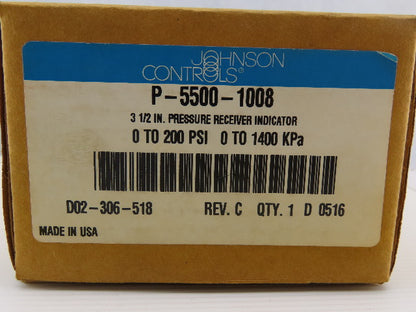 JOHNSON
CONTROLS®
P-5500-1008
3 1/2 IN. PRESSURE RECEIVER INDICATOR
0 TO 200 PSI 0 TO 1400 KPa
D02-306-518 REV. C QTY. 1 D 0516
MADE IN USA